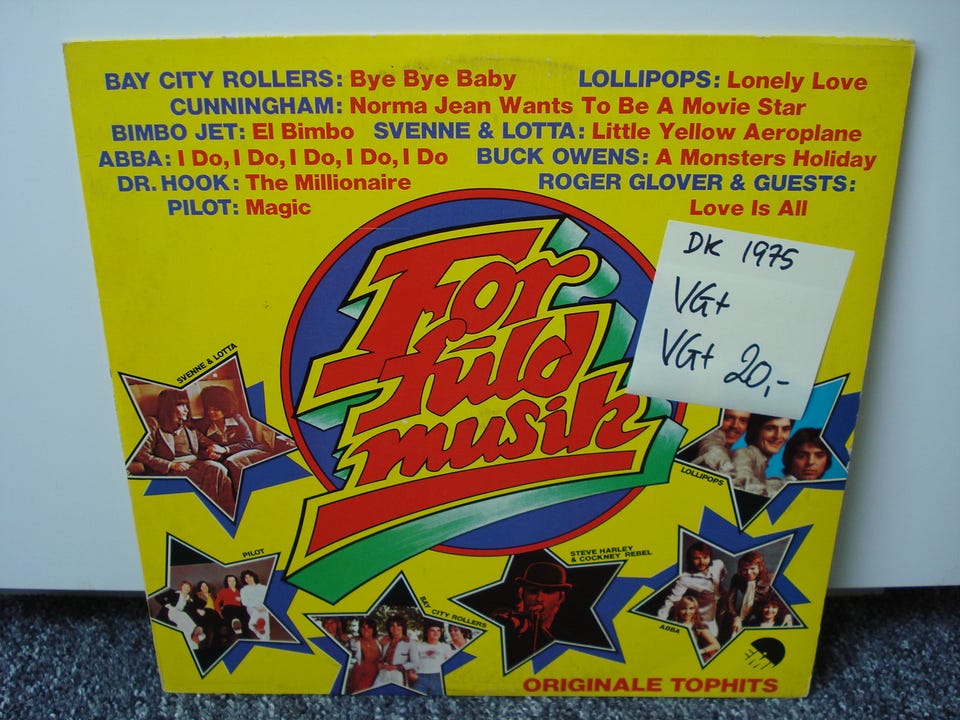 BAY CITY ROLLERS: Bye Bye Baby LOLLIPOPS: Lonely Love
CUNNINGHAM: Norma Jean Wants To Be A Movie Star
BIMBO JET: El Bimbo SVENNE & LOTTA: Little Yellow Aeroplane
ABBA: I Do, I Do, I Do, I Do, I Do BUCK OWENS: A Monsters Holiday
DR. HOOK: The Millionaire ROGER GLOVER & GUESTS:
PILOT: Magic Love Is All
DK 1975
VG+
VG+ 20,-
For
fuld
musik
SVENNE & LOTTA
LOLLIPOPS
PILOT
BAY CITY ROLLERS
STEVE HARLEY
& COCKNEY REBEL
ABBA
EMI
ORIGINALE TOPHITS